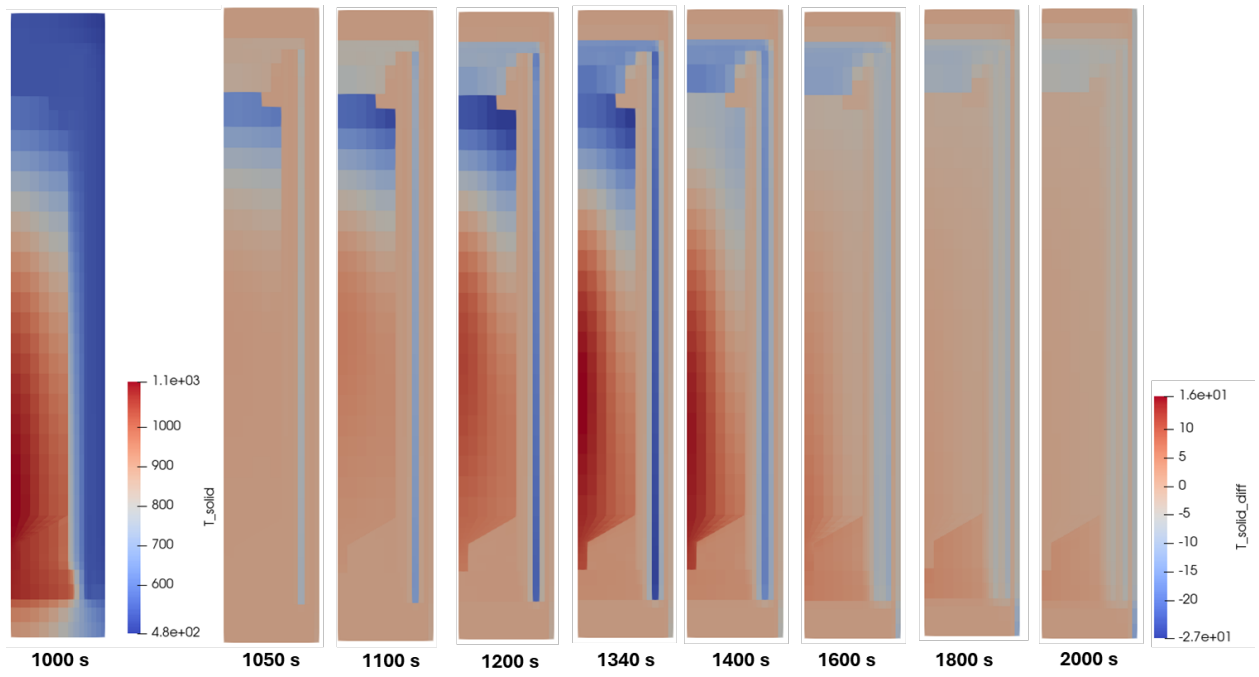 1.1e+03
1000
900
800
700
600
4.8e+02
T_solid
1.6e+01
10
5
0
-5
-10
-15
-20
-2.7e+01
T_solid_diff
1000 s
1050 s
1100 s
1200 s
1340 s
1400 s
1600 s
1800 s
2000 s